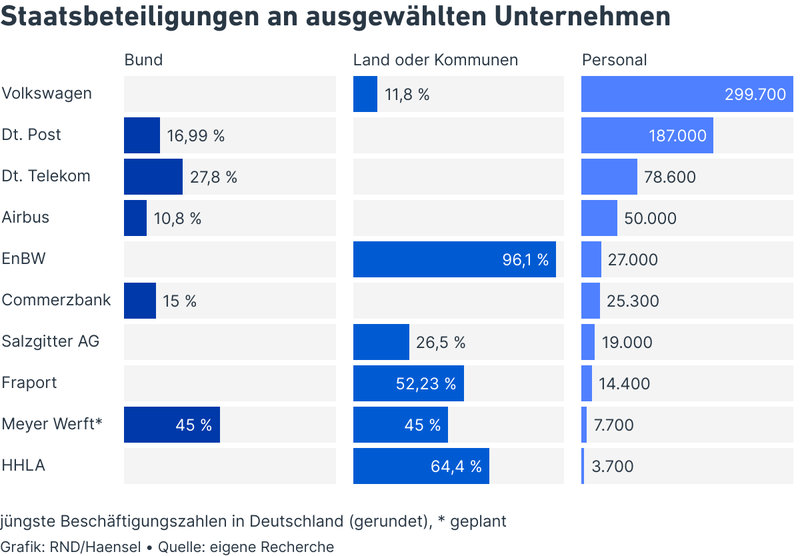 Staatsbeteiligungen an ausgewählten Unternehmen
Bund Land oder Kommunen Personal
Volkswagen 11,8 % 299.700
Dt. Post 16,99 % 187.000
Dt. Telekom 27,8 % 78.600
Airbus 10,8 % 50.000
EnBW 96,1 % 27.000
Commerzbank 15 % 25.300
Salzgitter AG 26,5 % 19.000
Fraport 52,23 % 14.400
Meyer Werft* 45 % 45 % 7.700
HHLA 64,4 % 3.700
jüngste Beschäftigungszahlen in Deutschland (gerundet), * geplant
Grafik: RND/Haensel • Quelle: eigene Recherche